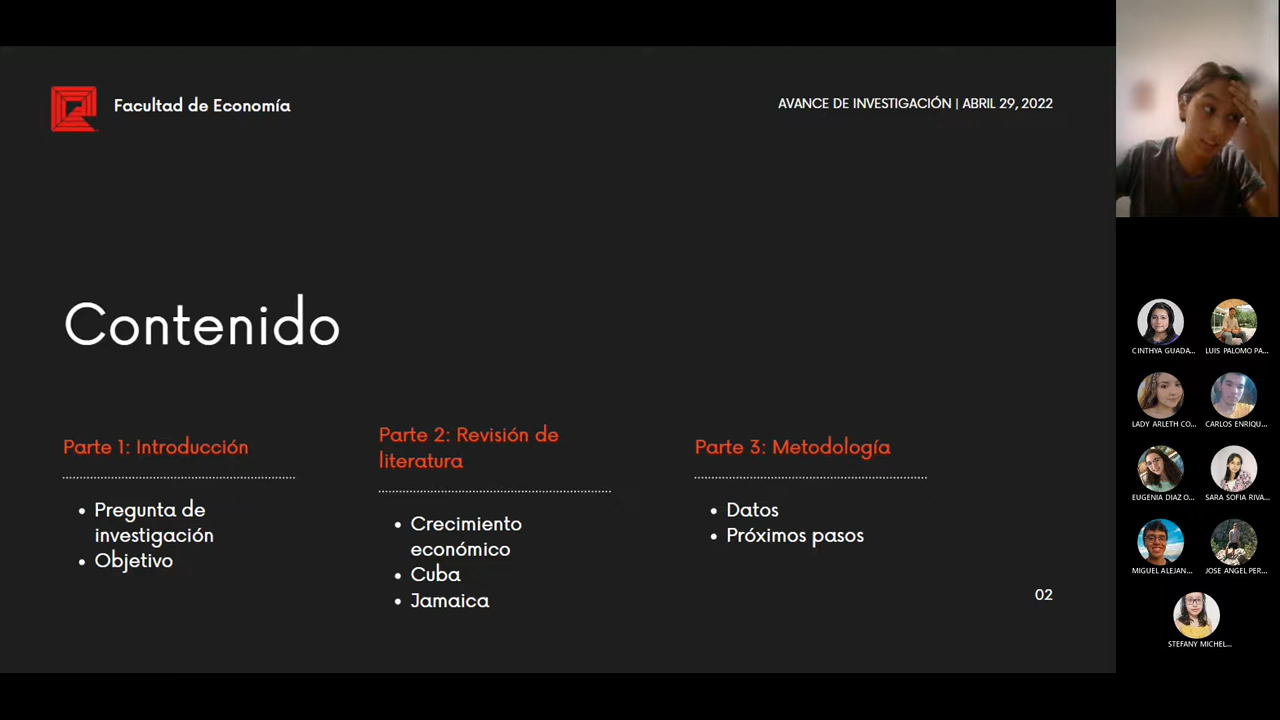 Facultad de Economía
AVANCE DE INVESTIGACIÓN | ABRIL 29, 2022
Contenido
Parte 1: Introducción
• Pregunta de
investigación
• Objetivo
Parte 2: Revisión de
literatura
• Crecimiento
económico
• Cuba
• Jamaica
Parte 3: Metodología
• Datos
• Próximos pasos
02
CINTHYA GUADA...
LUIS PALOMO PA...
LADY ARLETH CO...
CARLOS ENRIQU...
EUGENIA DIAZ O...
SARA SOFIA RIVA...
MIGUEL ALEJAN...
JOSE ANGEL PER...
STEFANY MICHEL...